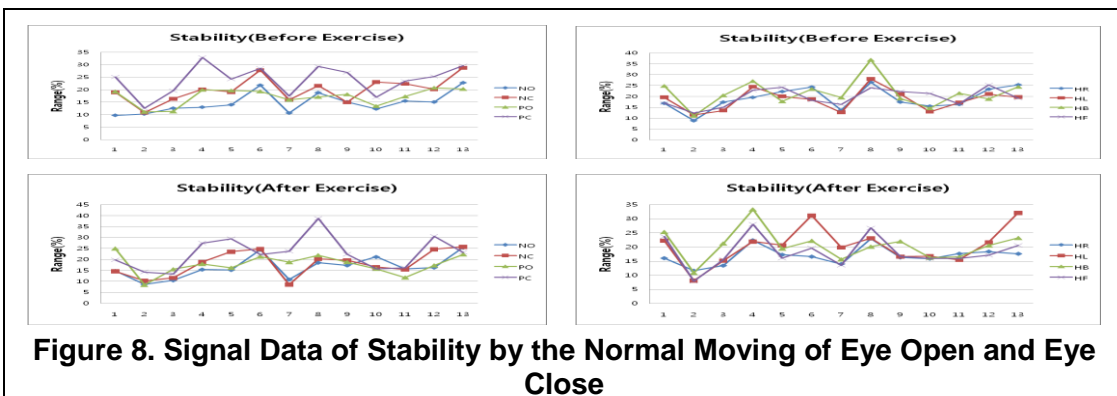 Stability(Before Exercise)
Range(%)
35
30
25
20
15
10
5
0
1 2 3 4 5 6 7 8 9 10 11 12 13
NO
NC
PO
PC
Stability(Before Exercise)
Range(%)
40
35
30
25
20
15
10
5
0
1 2 3 4 5 6 7 8 9 10 11 12 13
HR
HL
HB
HF
Stability(After Exercise)
Range(%)
45
40
35
30
25
20
15
10
5
0
1 2 3 4 5 6 7 8 9 10 11 12 13
NO
NC
PO
PC
Stability(After Exercise)
Range(%)
35
30
25
20
15
10
5
0
1 2 3 4 5 6 7 8 9 10 11 12 13
HR
HL
HB
HF
Figure 8. Signal Data of Stability by the Normal Moving of Eye Open and Eye
Close